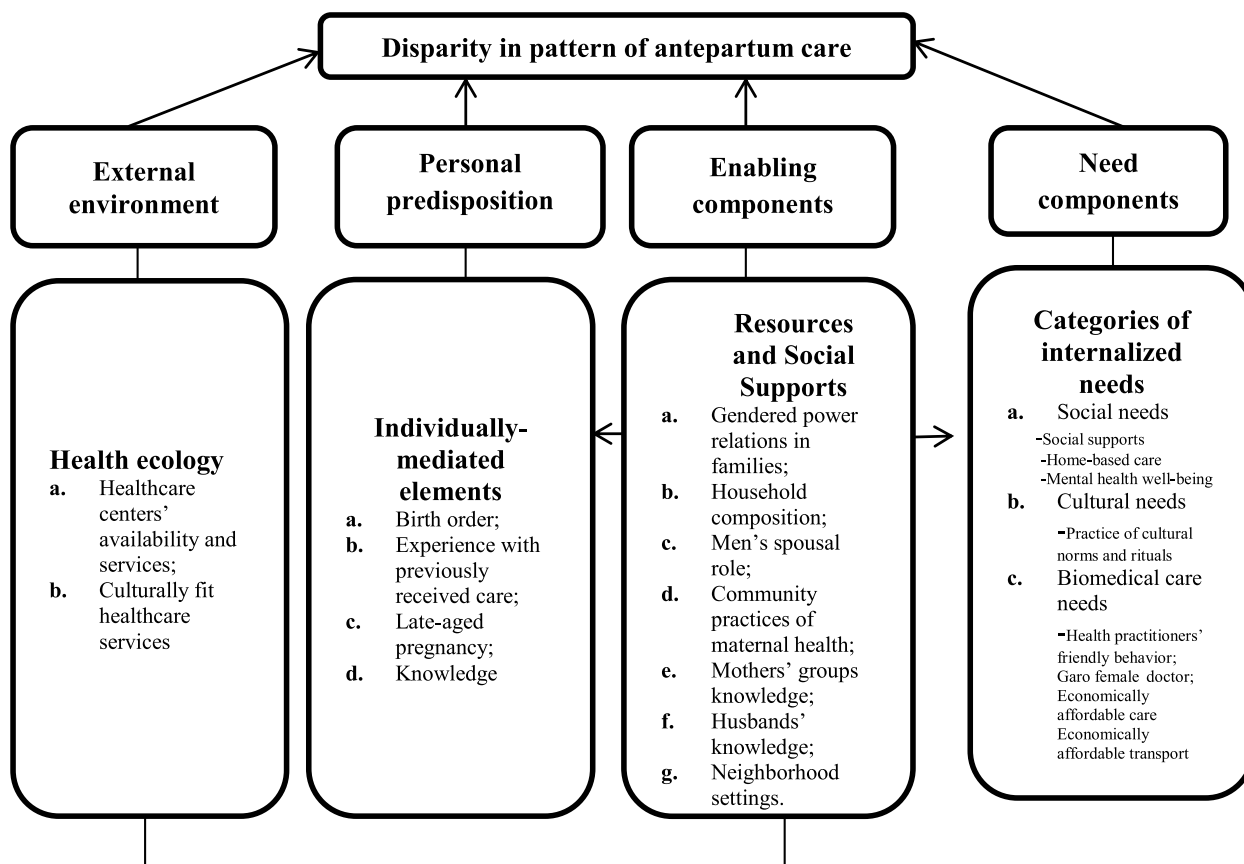 Disparity in pattern of antepartum care
External
environment
Personal
predisposition
Enabling
components
Need
components
Health ecology
a. Healthcare
centers’
availability and
services;
b. Culturally fit
healthcare
services
Individually-
mediated
elements
a. Birth order;
b. Experience with
previously
received care;
c. Late-aged
pregnancy;
d. Knowledge
Resources
and Social
Supports
a. Gendered power
relations in
families;
b. Household
composition;
c. Men’s spousal
role;
d. Community
practices of
maternal health;
e. Mothers’ groups
knowledge;
f. Husbands’
knowledge;
g. Neighborhood
settings.
Categories of
internalized
needs
a. Social needs
-Social supports
-Home-based care
-Mental health well-being
b. Cultural needs
-Practice of cultural
norms and rituals
c. Biomedical care
needs
-Health practitioners’
friendly behavior;
Garo female doctor;
Economically
affordable care
Economically
affordable transport